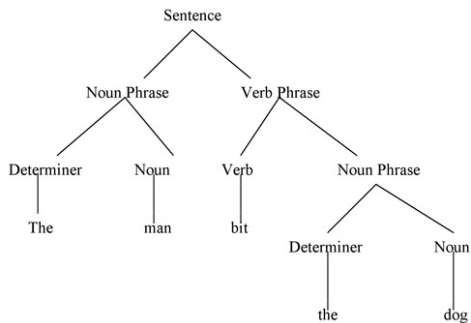 Sentence
Noun Phrase Verb Phrase
Determiner Noun Verb Noun Phrase
The man bit
Determiner Noun
the dog